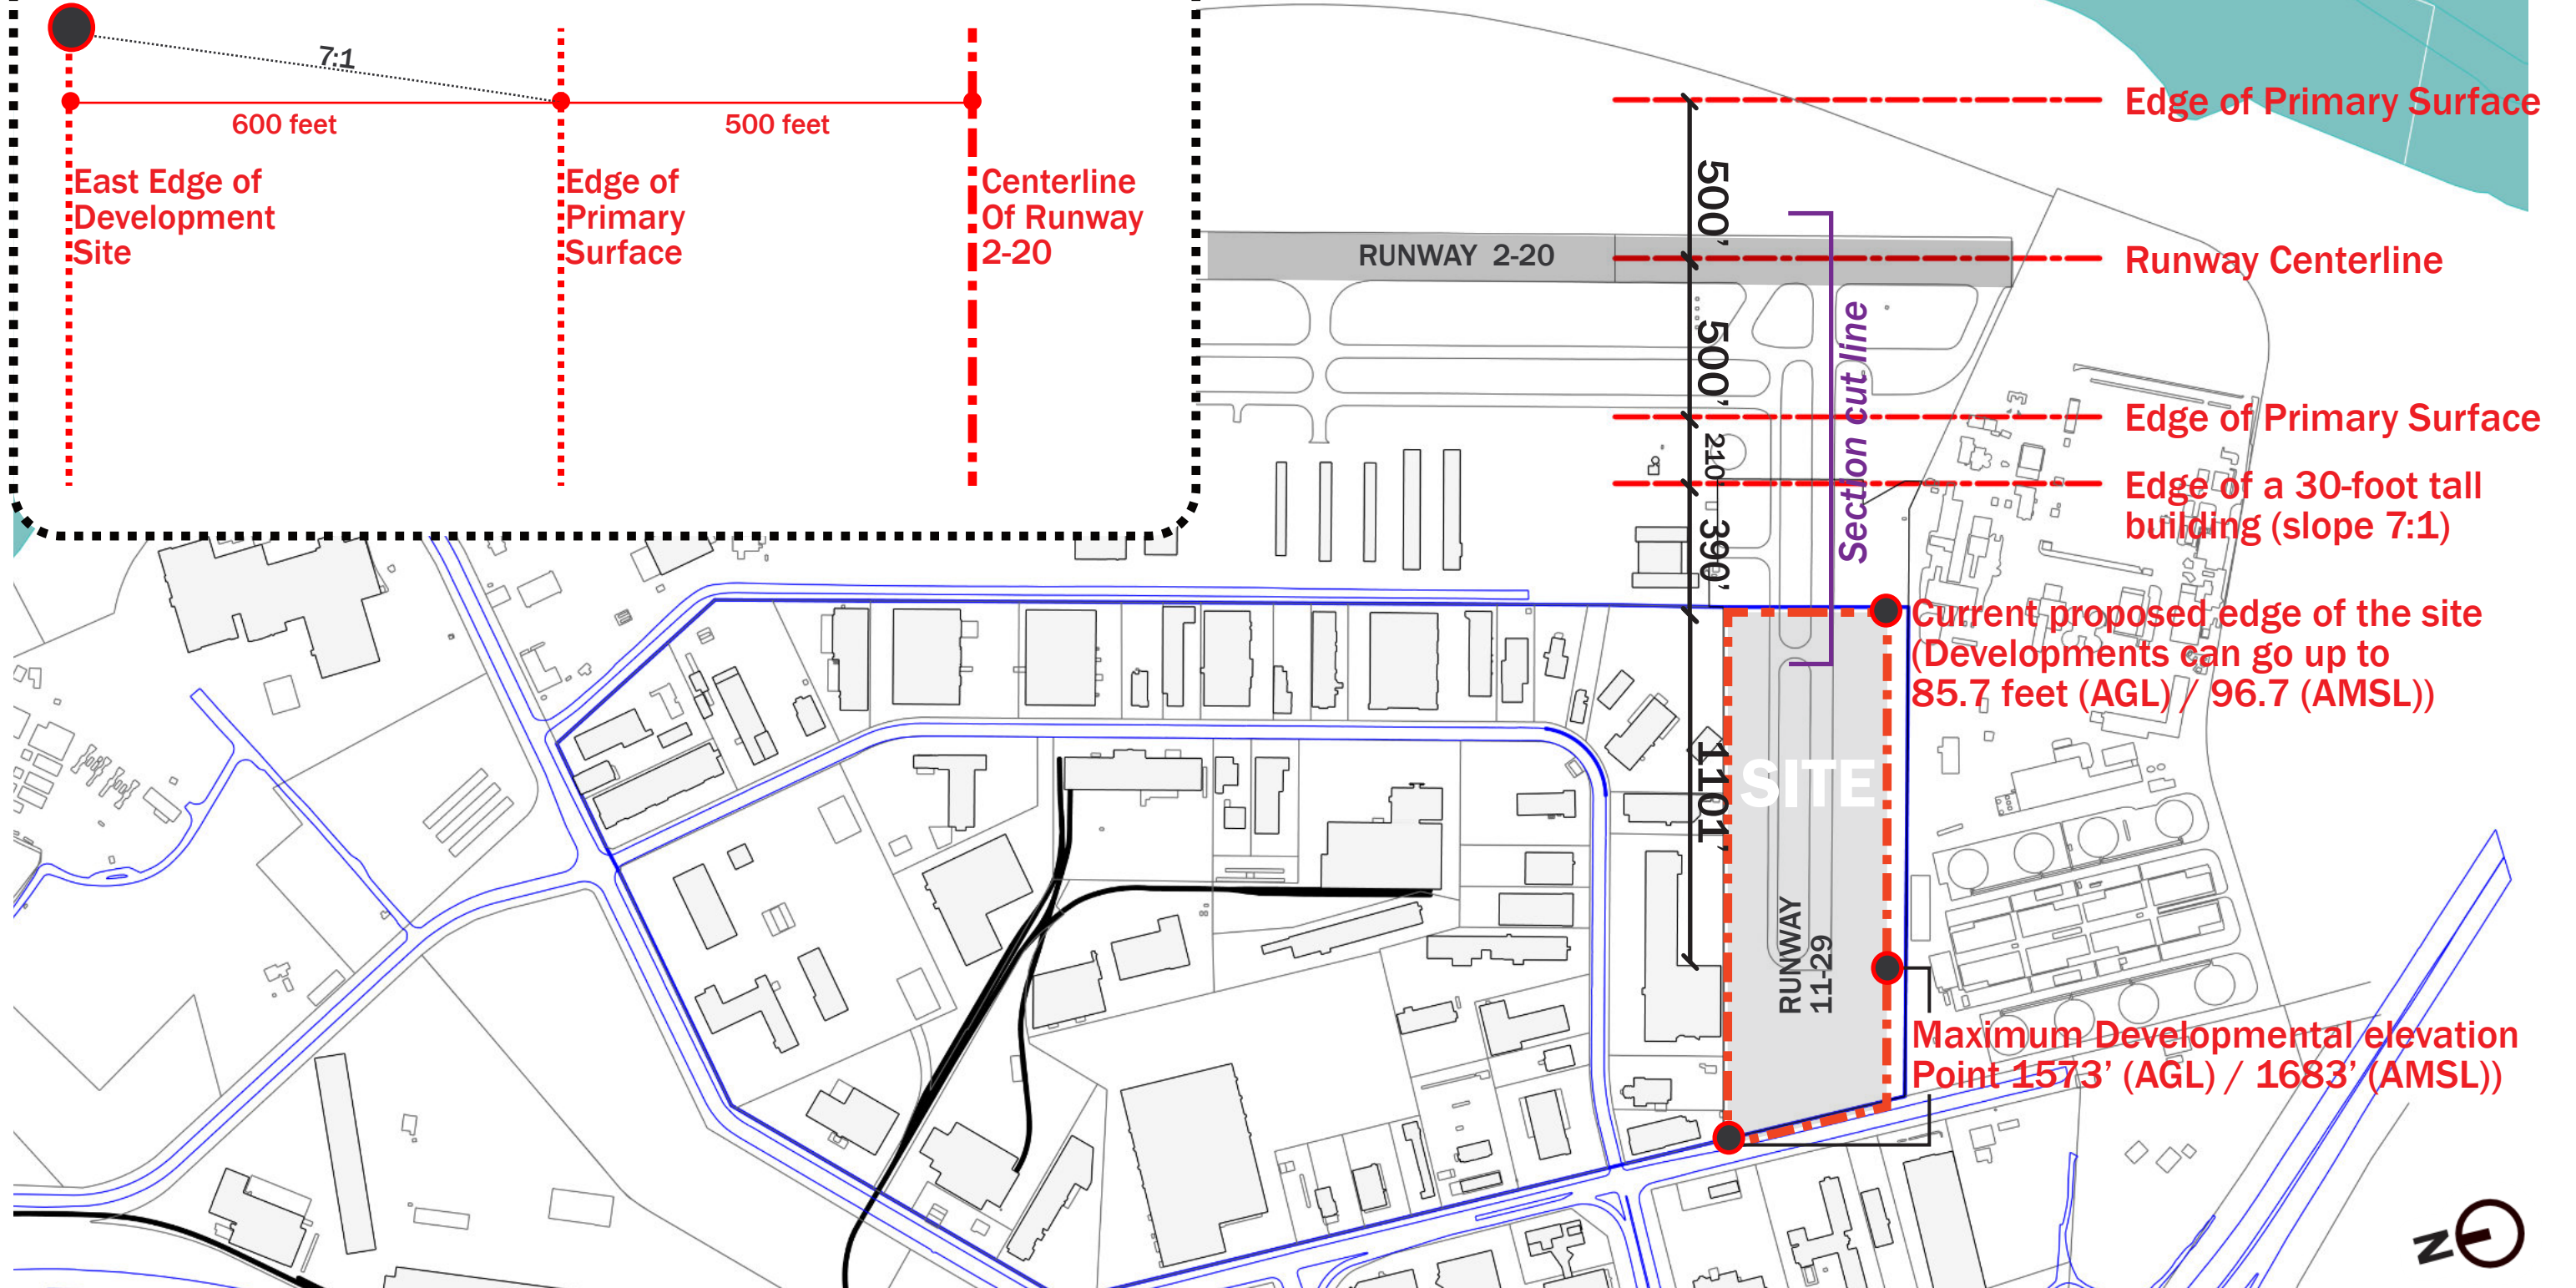 7:1
600 feet
500 feet
East Edge of
Development
Site
Edge of
Primary
Surface
Centerline
Of Runway
2-20
RUNWAY 2-20
500’
500’
210’
390’
1101’
Section cut line
Edge of Primary Surface
Runway Centerline
Edge of Primary Surface
Edge of a 30-foot tall
building (slope 7:1)
Current proposed edge of the site
(Developments can go up to
85.7 feet (AGL) / 96.7 (AMSL))
SITE
RUNWAY
11-29
Maximum Developmental elevation
Point 1573’ (AGL) / 1683’ (AMSL))
N